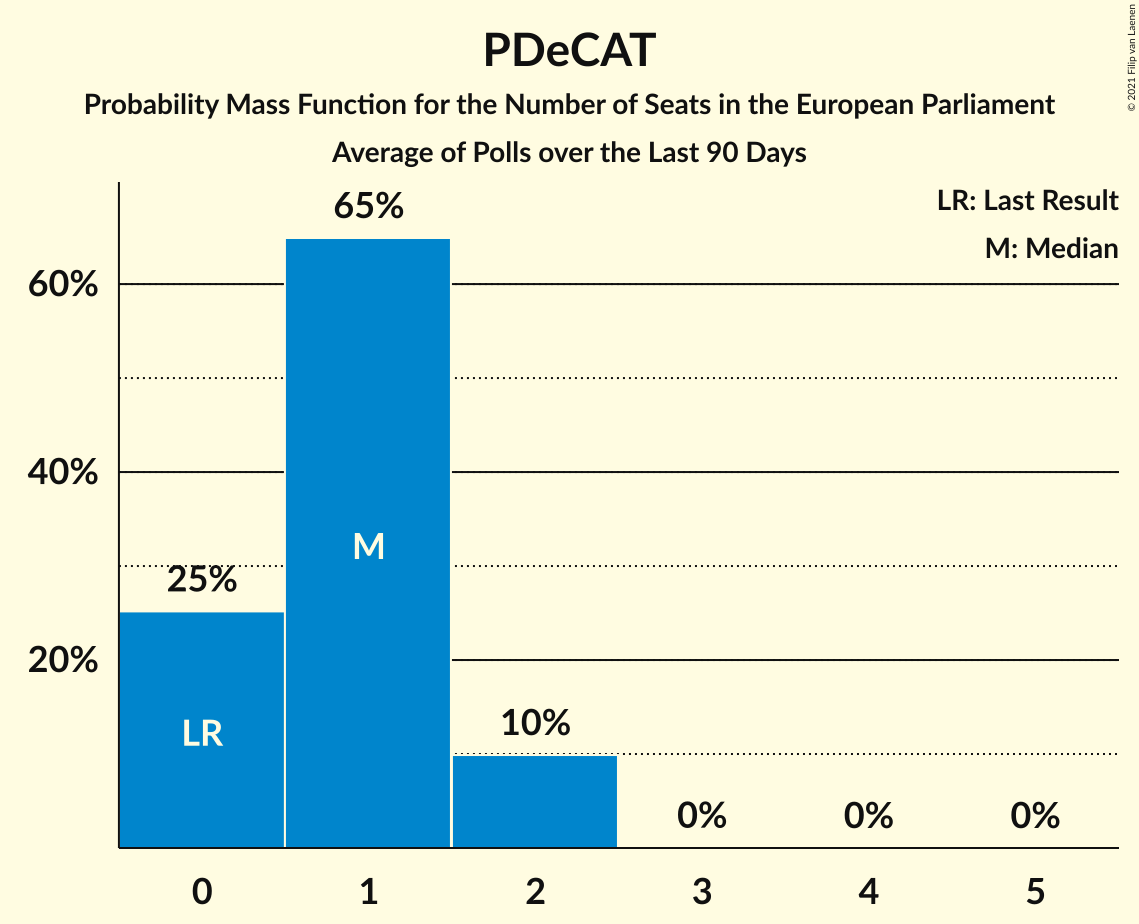 PDeCAT
Probability Mass Function for the Number of Seats in the European Parliament
Average of Polls over the Last 90 Days
© 2021 Filip van Laenen
LR: Last Result
M: Median
65%
60%
40%
M
25%
20%
LR
10%
0% 0% 0%
0 1 2 3 4 5